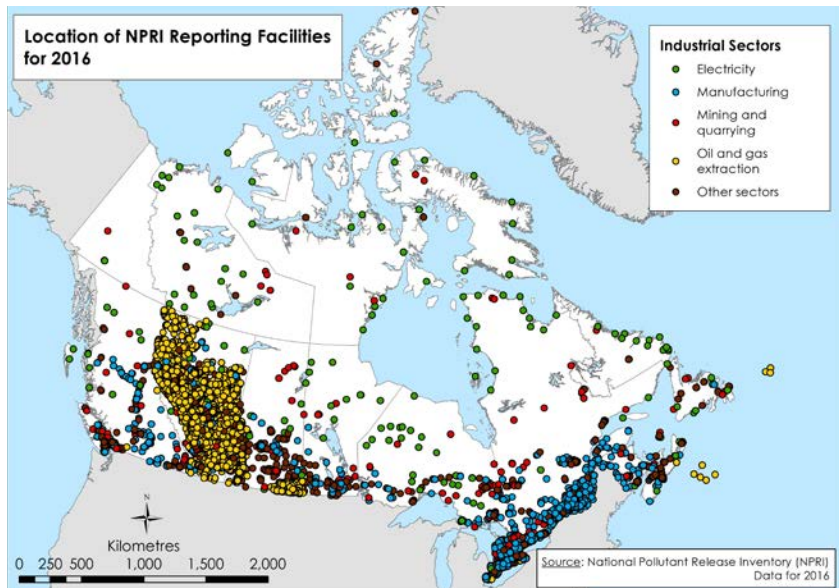 Location of NPRI Reporting Facilities
for 2016
Industrial Sectors
Electricity
Manufacturing
Mining and
quarrying
Oil and gas
extraction
Other sectors
N
Kilometres
0 250 500 1,000 1,500 2,000
Source: National Pollutant Release Inventory (NPRI)
Data for 2016